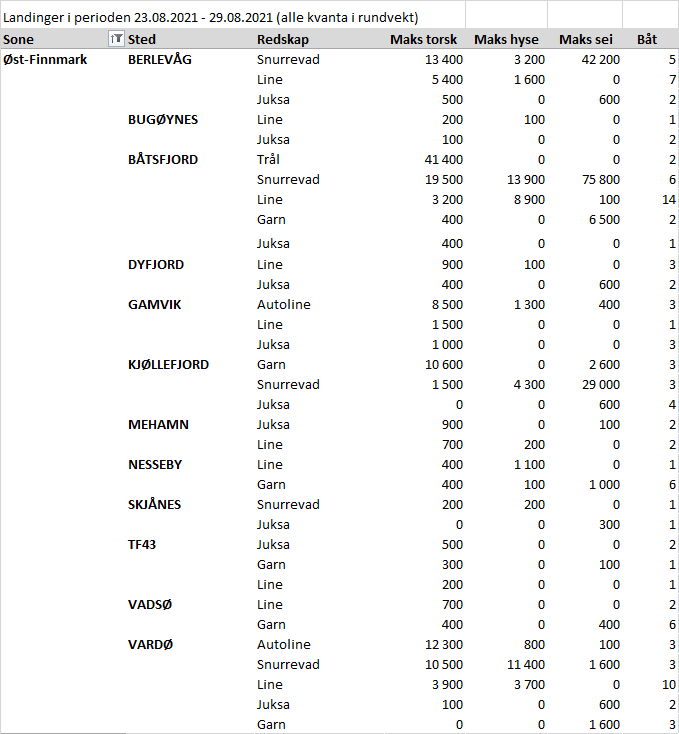 Landinger i perioden 23.08.2021 - 29.08.2021 (alle kvanta i rundvekt)
Sone Sted Redskap Maks torsk Maks hyse Maks sei Båt
Øst-Finnmark BERLEVÅG Snurrevad 13 400 3 200 42 200 5
Line 5 400 1 600 0 7
Juksa 500 0 600 2
BUGØYNES Line 200 100 0 1
Juksa 100 0 0 2
BÅTSFJORD Trål 41 400 0 0 2
Snurrevad 19 500 13 900 75 800 6
Line 3 200 8 900 100 14
Garn 400 0 6 500 2
Juksa 400 0 0 1
DYFJORD Line 900 100 0 3
Juksa 400 0 600 2
GAMVIK Autoline 8 500 1 300 400 3
Line 1 500 0 0 1
Juksa 1 000 0 0 3
KJØLLEFJORD Garn 10 600 0 2 600 3
Snurrevad 1 500 4 300 29 000 3
Juksa 0 0 600 4
MEHAMN Juksa 900 0 100 2
Line 700 200 0 2
NESSEBY Line 400 1 100 0 1
Garn 400 100 1 000 6
SKJÅNES Snurrevad 200 200 0 1
Juksa 0 0 300 1
TF43 Juksa 500 0 0 2
Garn 300 0 100 1
Line 200 0 0 1
VADSØ Line 700 0 0 2
Garn 400 0 400 6
VARDØ Autoline 12 300 800 100 3
Snurrevad 10 500 11 400 1 600 3
Line 3 900 3 700 0 10
Juksa 100 0 600 2
Garn 0 0 1 600 3